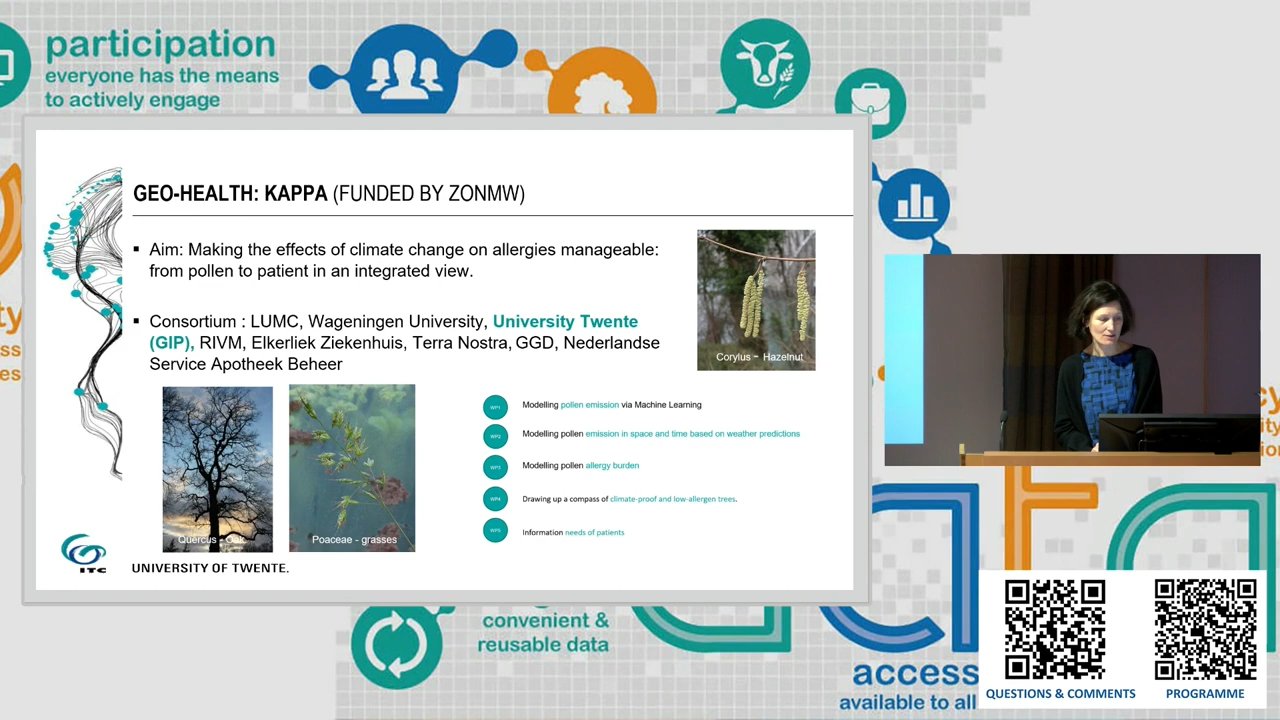 participation
everyone has the means
to actively engage
GEO-HEALTH: KAPPA (FUNDED BY ZONMW)
Aim: Making the effects of climate change on allergies manageable:
from pollen to patient in an integrated view.
Consortium : LUMC, Wageningen University, University Twente
(GIP), RIVM, Elkerliek Ziekenhuis, Terra Nostra, GGD, Nederlandse
Service Apotheek Beheer
Corylus - Hazelnut
Quercus - Oak
Poaceae - grasses
WP1 Modelling pollen emission via Machine Learning
WP2 Modelling pollen emission in space and time based on weather predictions
WP3 Modelling pollen allergy burden
WP4 Drawing up a compass of climate-proof and low-allergen trees.
WP5 Information needs of patients
ITC
UNIVERSITY OF TWENTE.
convenient &
reusable data
access
available to all
QUESTIONS & COMMENTS
PROGRAMME